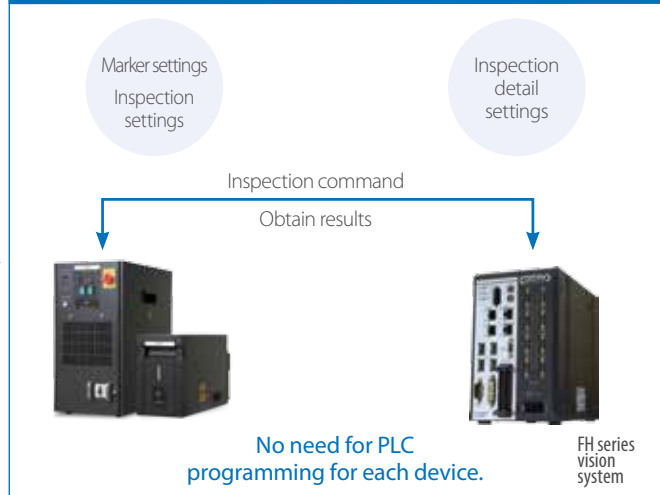 Marker settings
Inspection
settings
Inspection
detail
settings
Inspection command
Obtain results
No need for PLC
programming for each device.
FH series
vision
system